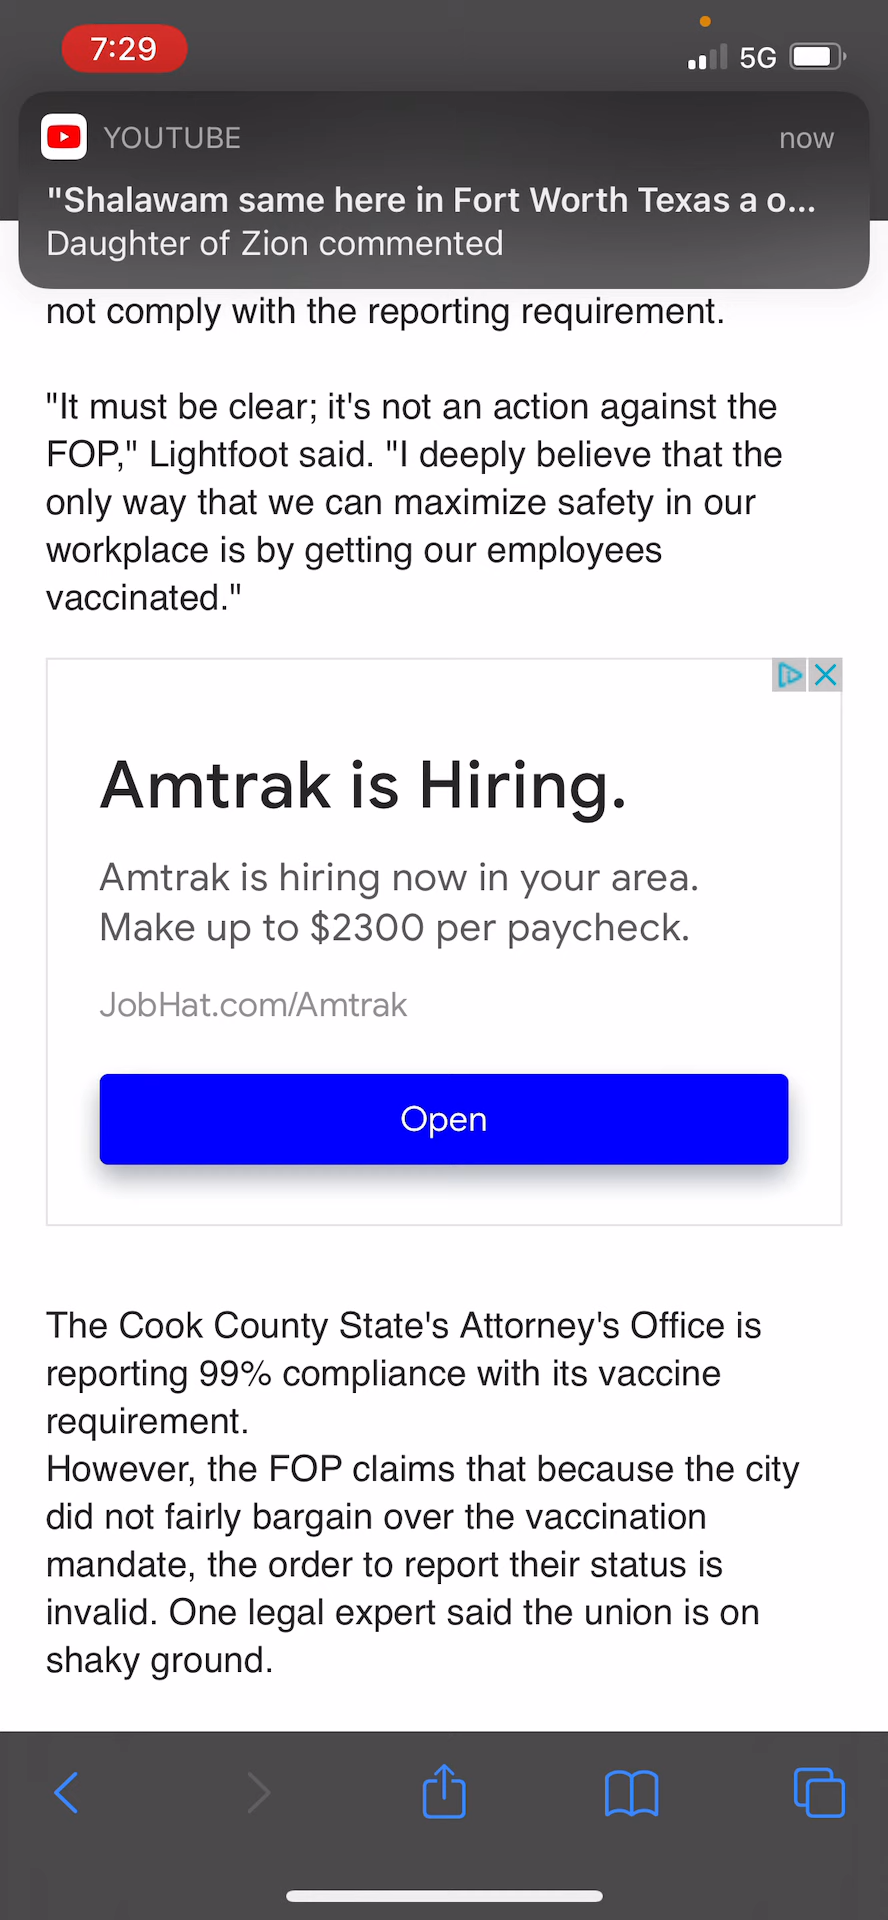 7:29
5G
YOUTUBE
now
"Shalawam same here in Fort Worth Texas a o...
Daughter of Zion commented
not comply with the reporting requirement.
"It must be clear; it's not an action against the
FOP," Lightfoot said. "I deeply believe that the
only way that we can maximize safety in our
workplace is by getting our employees
vaccinated."
Amtrak is Hiring.
Amtrak is hiring now in your area.
Make up to $2300 per paycheck.
JobHat.com/Amtrak
Open
The Cook County State's Attorney's Office is
reporting 99% compliance with its vaccine
requirement.
However, the FOP claims that because the city
did not fairly bargain over the vaccination
mandate, the order to report their status is
invalid. One legal expert said the union is on
shaky ground.